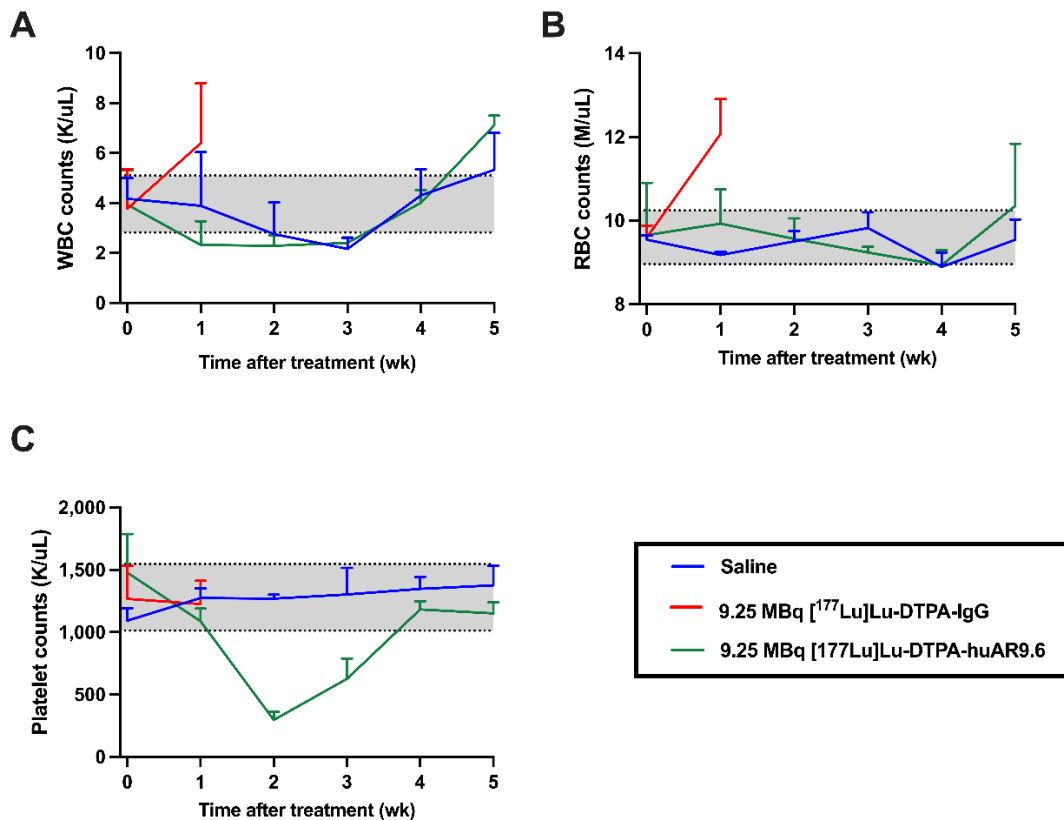 A
WBC counts (K/uL)
10
8
6
4
2
0
0 1 2 3 4 5
Time after treatment (wk)
B
RBC counts (M/uL)
14
12
10
8
0 1 2 3 4 5
Time after treatment (wk)
C
Platelet counts (K/uL)
2,000
1,500
1,000
500
0
0 1 2 3 4 5
Time after treatment (wk)
Saline
9.25 MBq [¹⁷⁷Lu]Lu-DTPA-IgG
9.25 MBq [177Lu]Lu-DTPA-huAR9.6